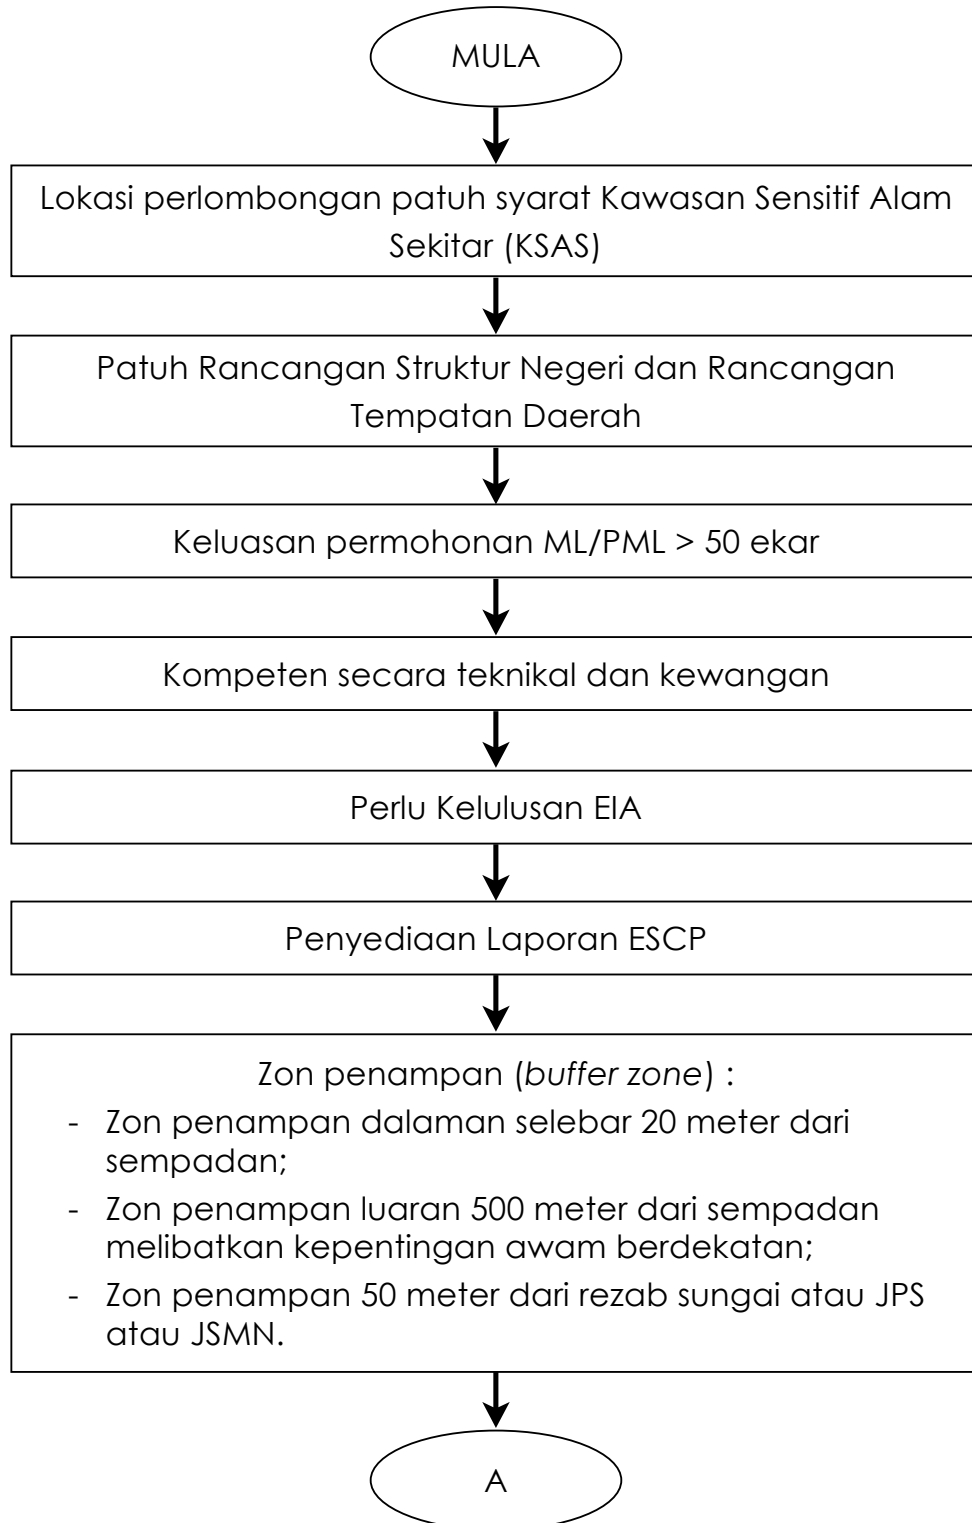 MULA
Lokasi perlombongan patuh syarat Kawasan Sensitif Alam
Sekitar (KSAS)
Patuh Rancangan Struktur Negeri dan Rancangan
Tempatan Daerah
Keluasan permohonan ML/PML > 50 ekar
Kompeten secara teknikal dan kewangan
Perlu Kelulusan EIA
Penyediaan Laporan ESCP
Zon penampan (buffer zone) :
- Zon penampan dalaman selebar 20 meter dari
sempadan;
- Zon penampan luaran 500 meter dari sempadan
melibatkan kepentingan awam berdekatan;
- Zon penampan 50 meter dari rezab sungai atau JPS
atau JSMN.
A